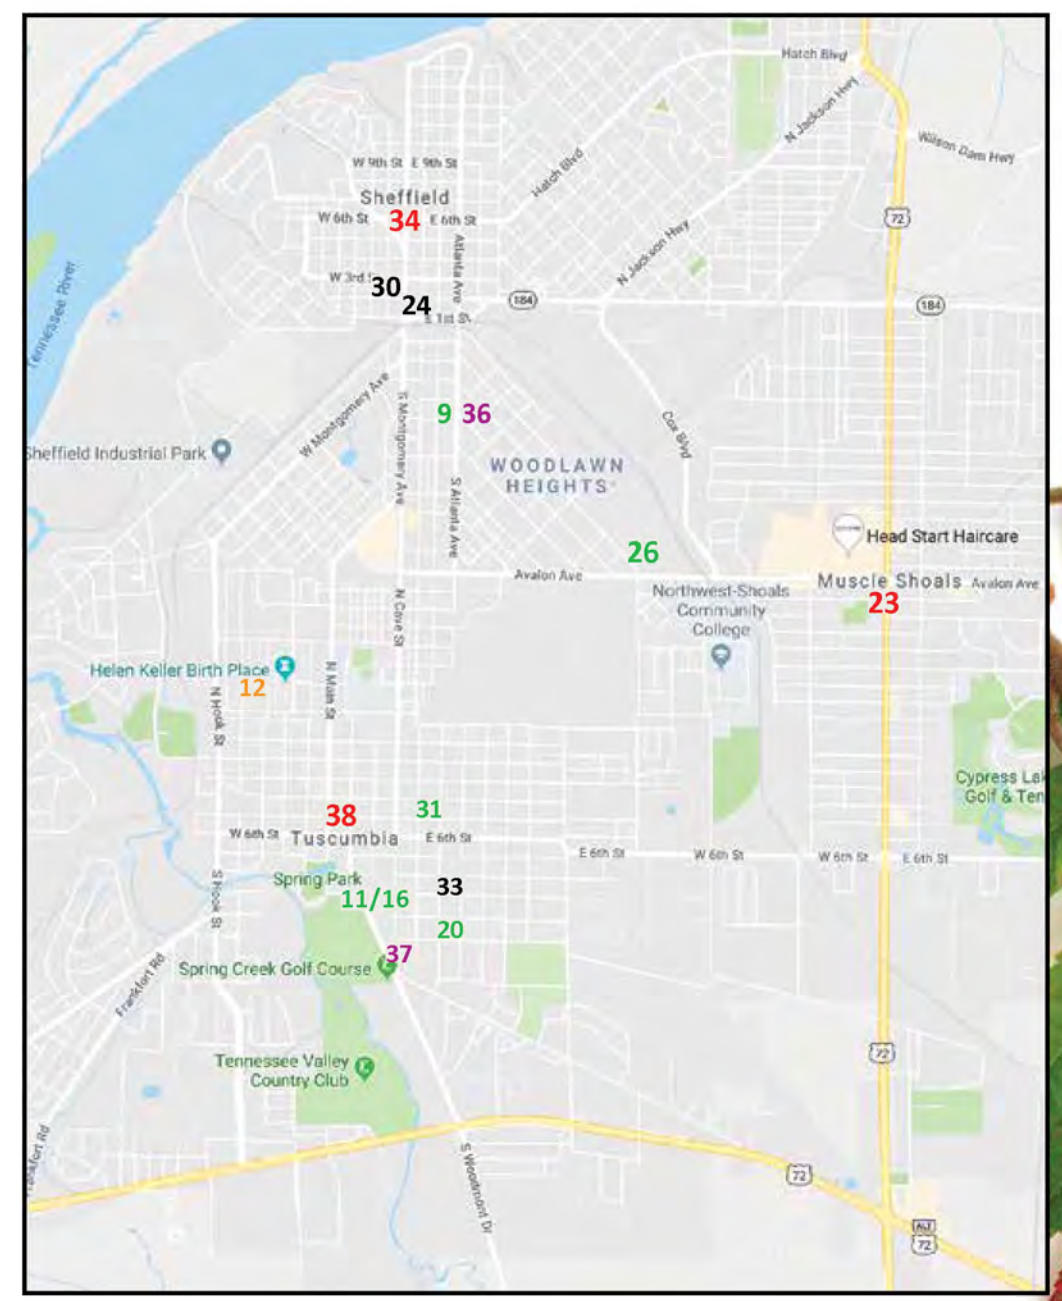 Hatch Blvd
N Jackson Hwy
Wilson Dam Hwy
W 9th St
E 9th St
Hatch Blvd
Sheffield
W 6th St
34
E 6th St
72
Atlanta Ave
N Jackson Hwy
Tennessee River
W 3rd
30
24
184
184
E 1st St
W Montgomery Ave
S Montgomery Ave
9
36
Cox Blvd
Sheffield Industrial Park
WOODLAWN
HEIGHTS
S Atlanta Ave
26
Head Start Haircare
Avalon Ave
Muscle Shoals
Avalon Ave
23
Northwest-Shoals
Community
College
N Cave St
Helen Keller Birth Place
12
N Main St
N Hook St
Cypress Lak
Golf & Ten
38
31
W 6th St
Tuscumbia
E 6th St
E 6th St
W 6th St
W 6th St
E 6th St
Spring Park
11/16
33
S Hook St
20
37
Spring Creek Golf Course
Frankfort Rd
72
Tennessee Valley
Country Club
Frankfort Rd
S Woodmont Dr
72
ALT
72